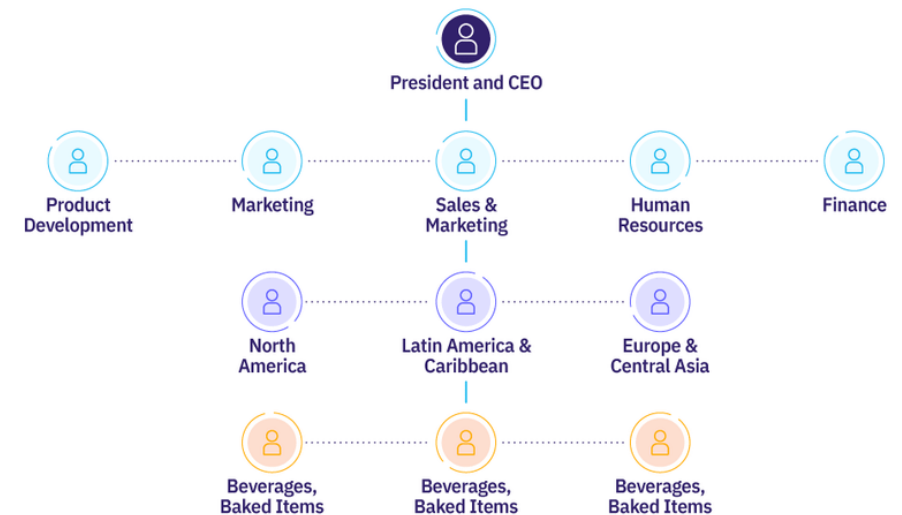 President and CEO
Product
Development
Marketing
Sales &
Marketing
Human
Resources
Finance
North
America
Latin America &
Caribbean
Europe &
Central Asia
Beverages,
Baked Items
Beverages,
Baked Items
Beverages,
Baked Items